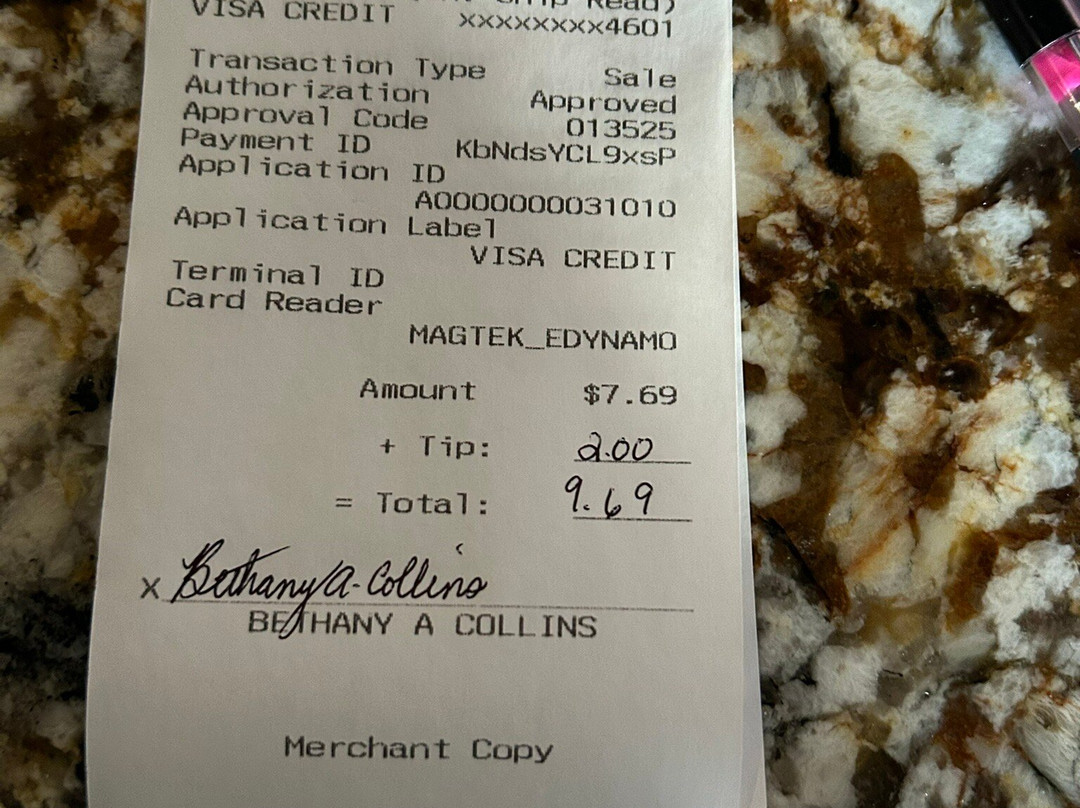 Read)
VISA CREDIT xxxxxxxx4601
Transaction Type Sale
Authorization Approved
Approval Code 013525
Payment ID KbNdsYCL9xsP
Application ID
A0000000031010
Application Label
VISA CREDIT
Terminal ID
Card Reader
MAGTEK_EDYNAMO
Amount $7.69
+ Tip: 2.00
= Total: 9.69
x Bethany A. Collins
BETHANY A COLLINS
Merchant Copy